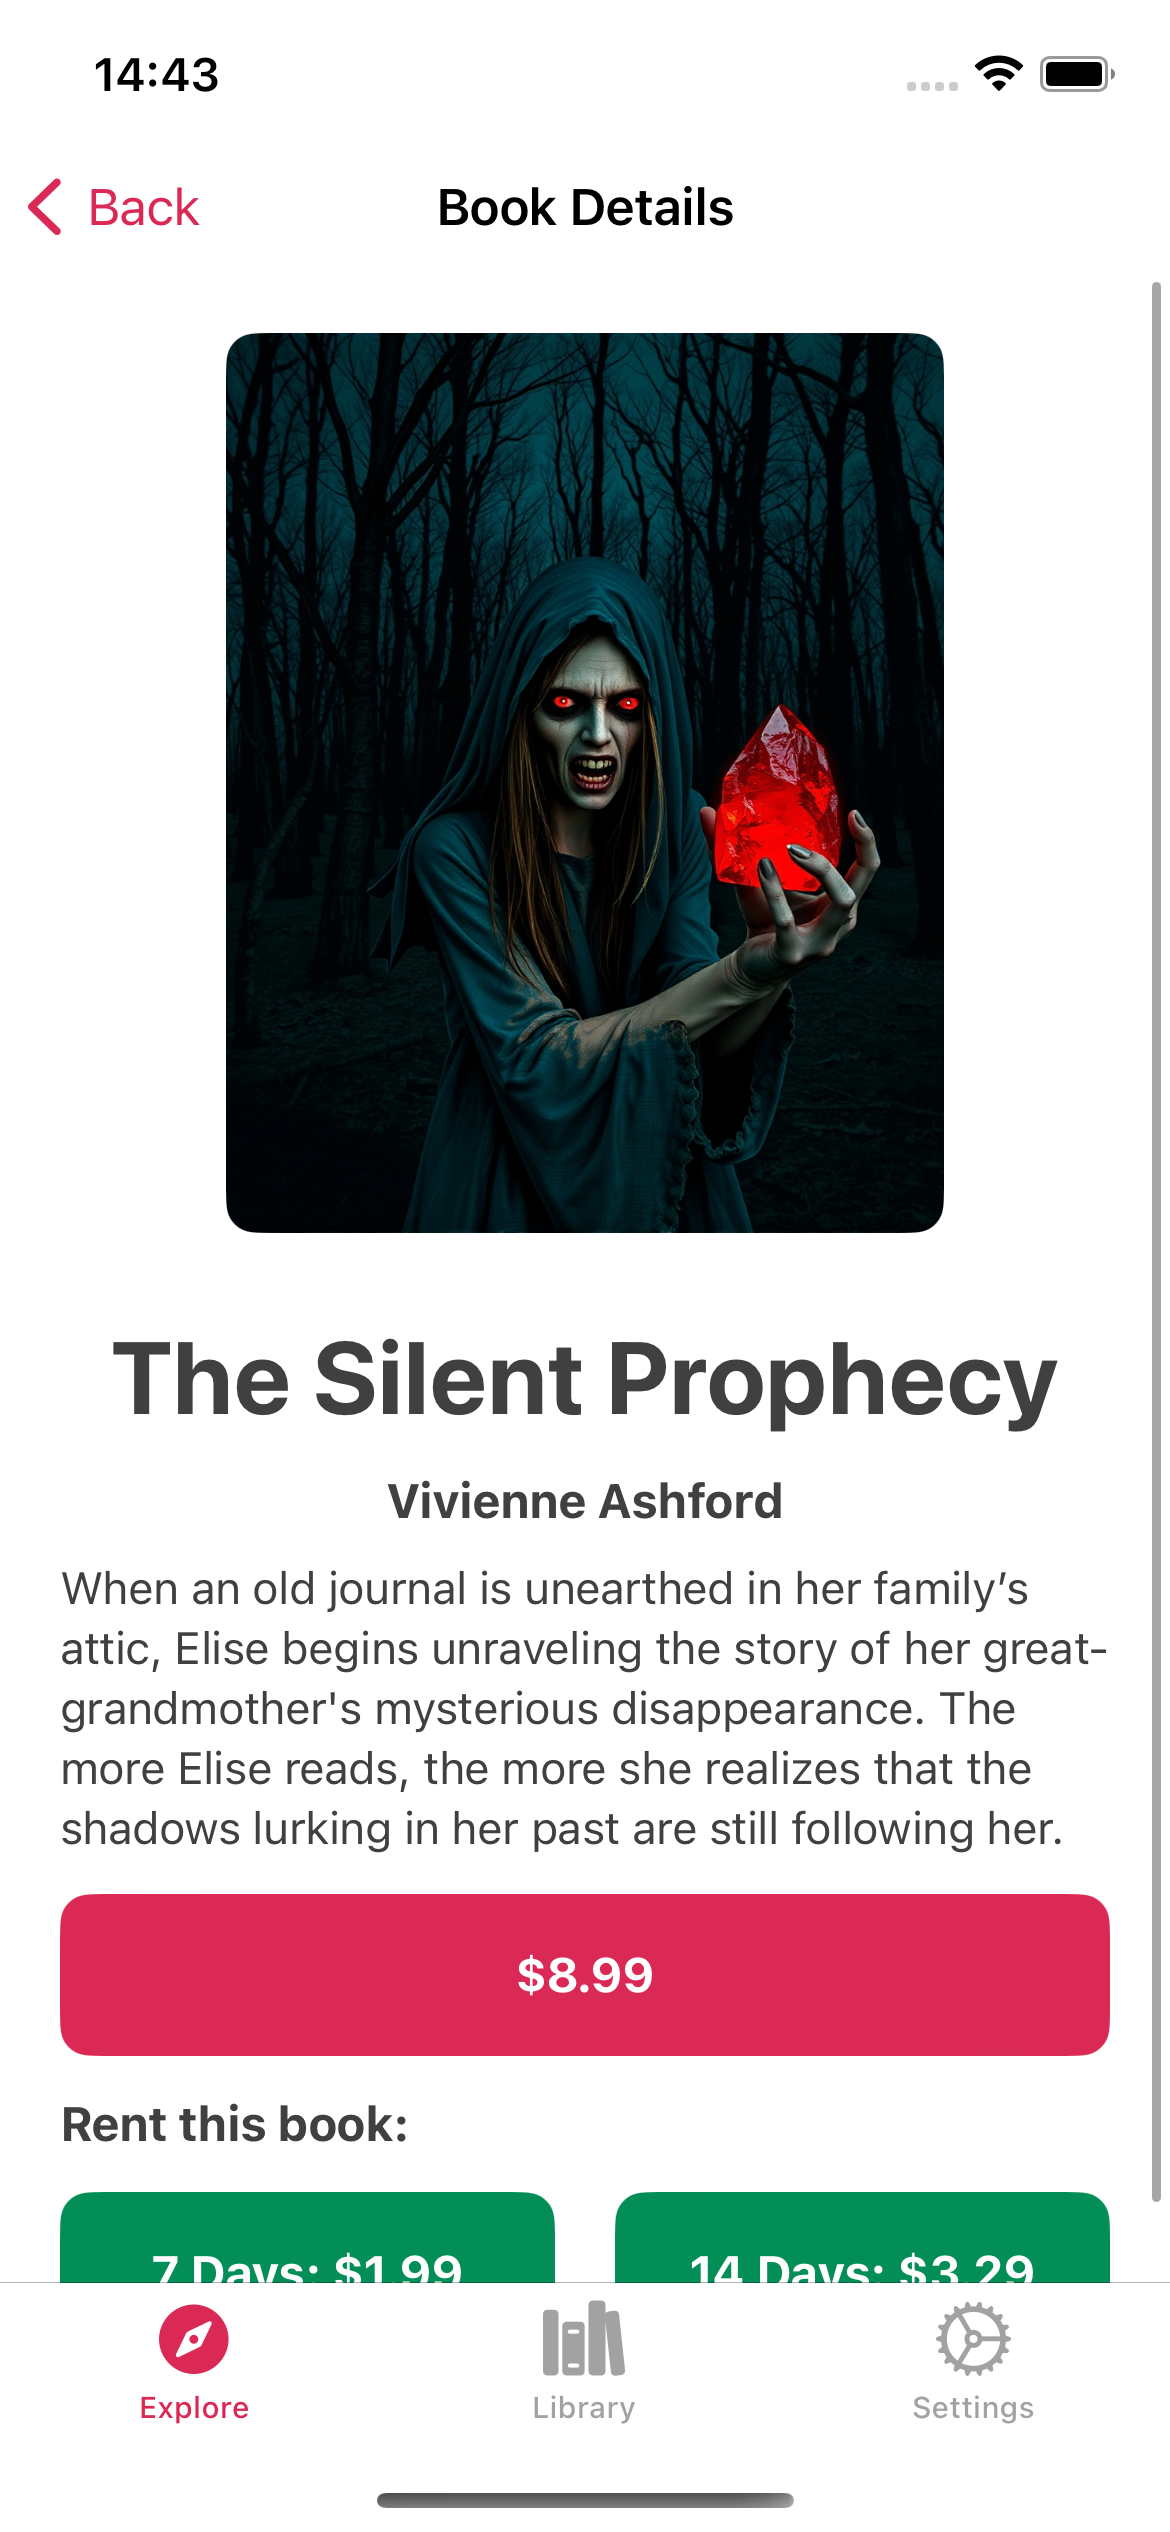 14:43
Back
Book Details
The Silent Prophecy
Vivienne Ashford
When an old journal is unearthed in her family’s
attic, Elise begins unraveling the story of her great-
grandmother's mysterious disappearance. The
more Elise reads, the more she realizes that the
shadows lurking in her past are still following her.
$8.99
Rent this book:
7 Days: $1.99
14 Days: $3.29
Explore
Library
Settings